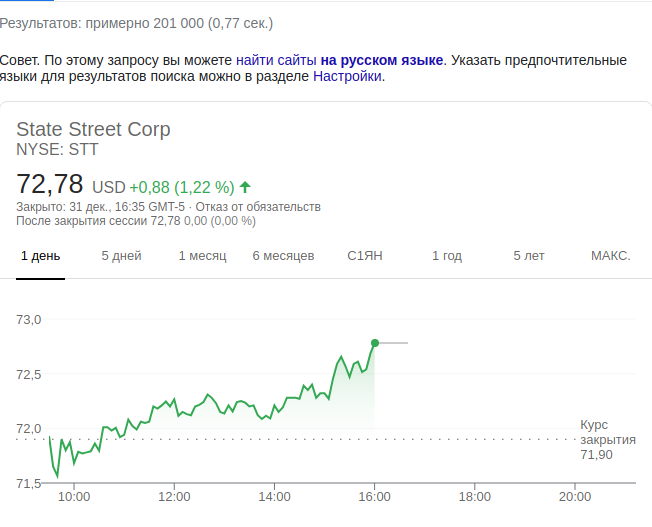 Результатов: примерно 201 000 (0,77 сек.)
Совет. По этому запросу вы можете найти сайты на русском языке. Указать предпочтительные
языки для результатов поиска можно в разделе Настройки.
State Street Corp
NYSE: STT
72,78 USD +0,88 (1,22 %)
Закрыто: 31 дек., 16:35 GMT-5 · Отказ от обязательств
После закрытия сессии 72,78 0,00 (0,00 %)
1 день 5 дней 1 месяц 6 месяцев С1ЯН 1 год 5 лет МАКС.
73,0
72,5
72,0
Курс
закрытия
71,90
71,5
10:00 12:00 14:00 16:00 18:00 20:00